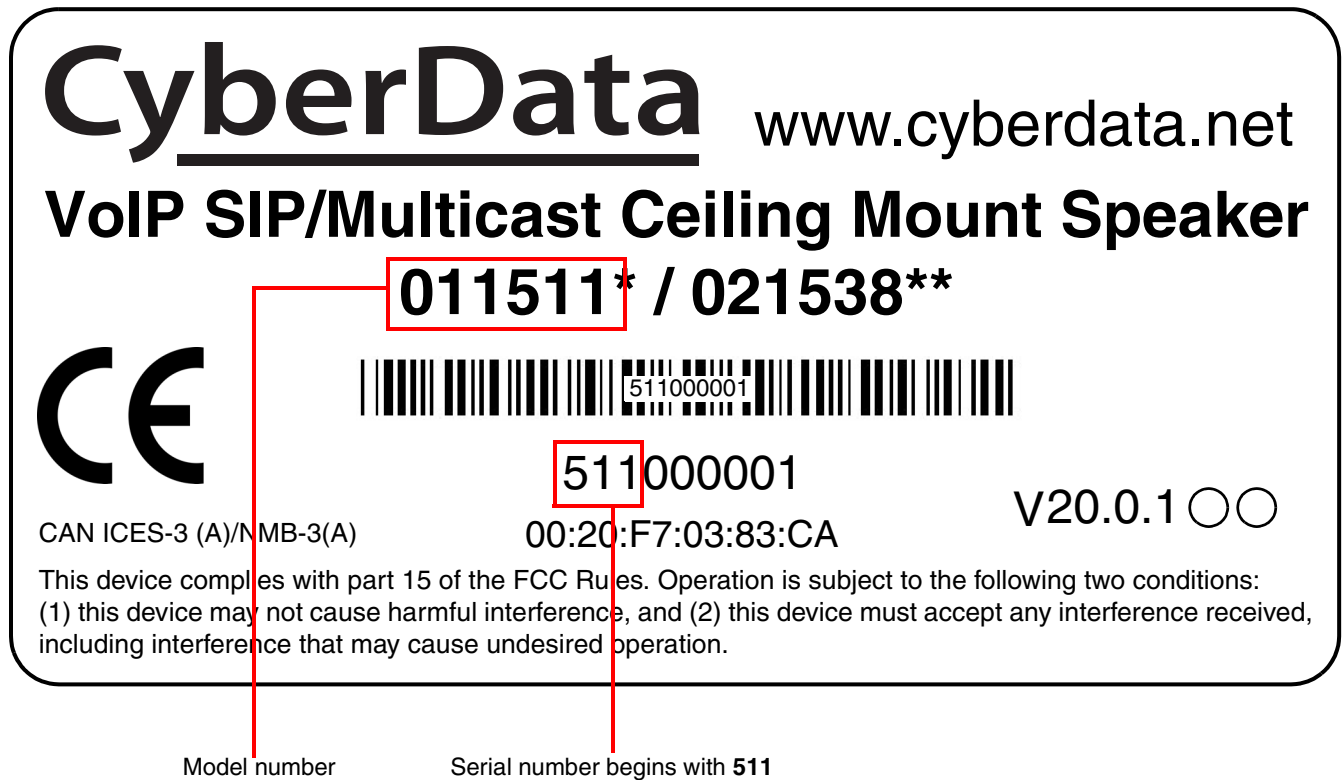 CyberData www.cyberdata.net
VoIP SIP/Multicast Ceiling Mount Speaker
011511* / 021538**
CE
511000001
511000001
V20.0.1
CAN ICES-3 (A)/NMB-3(A)
00:20:F7:03:83:CA
This device complies with part 15 of the FCC Rules. Operation is subject to the following two conditions:
(1) this device may not cause harmful interference, and (2) this device must accept any interference received,
including interference that may cause undesired operation.
Model number
Serial number begins with 511